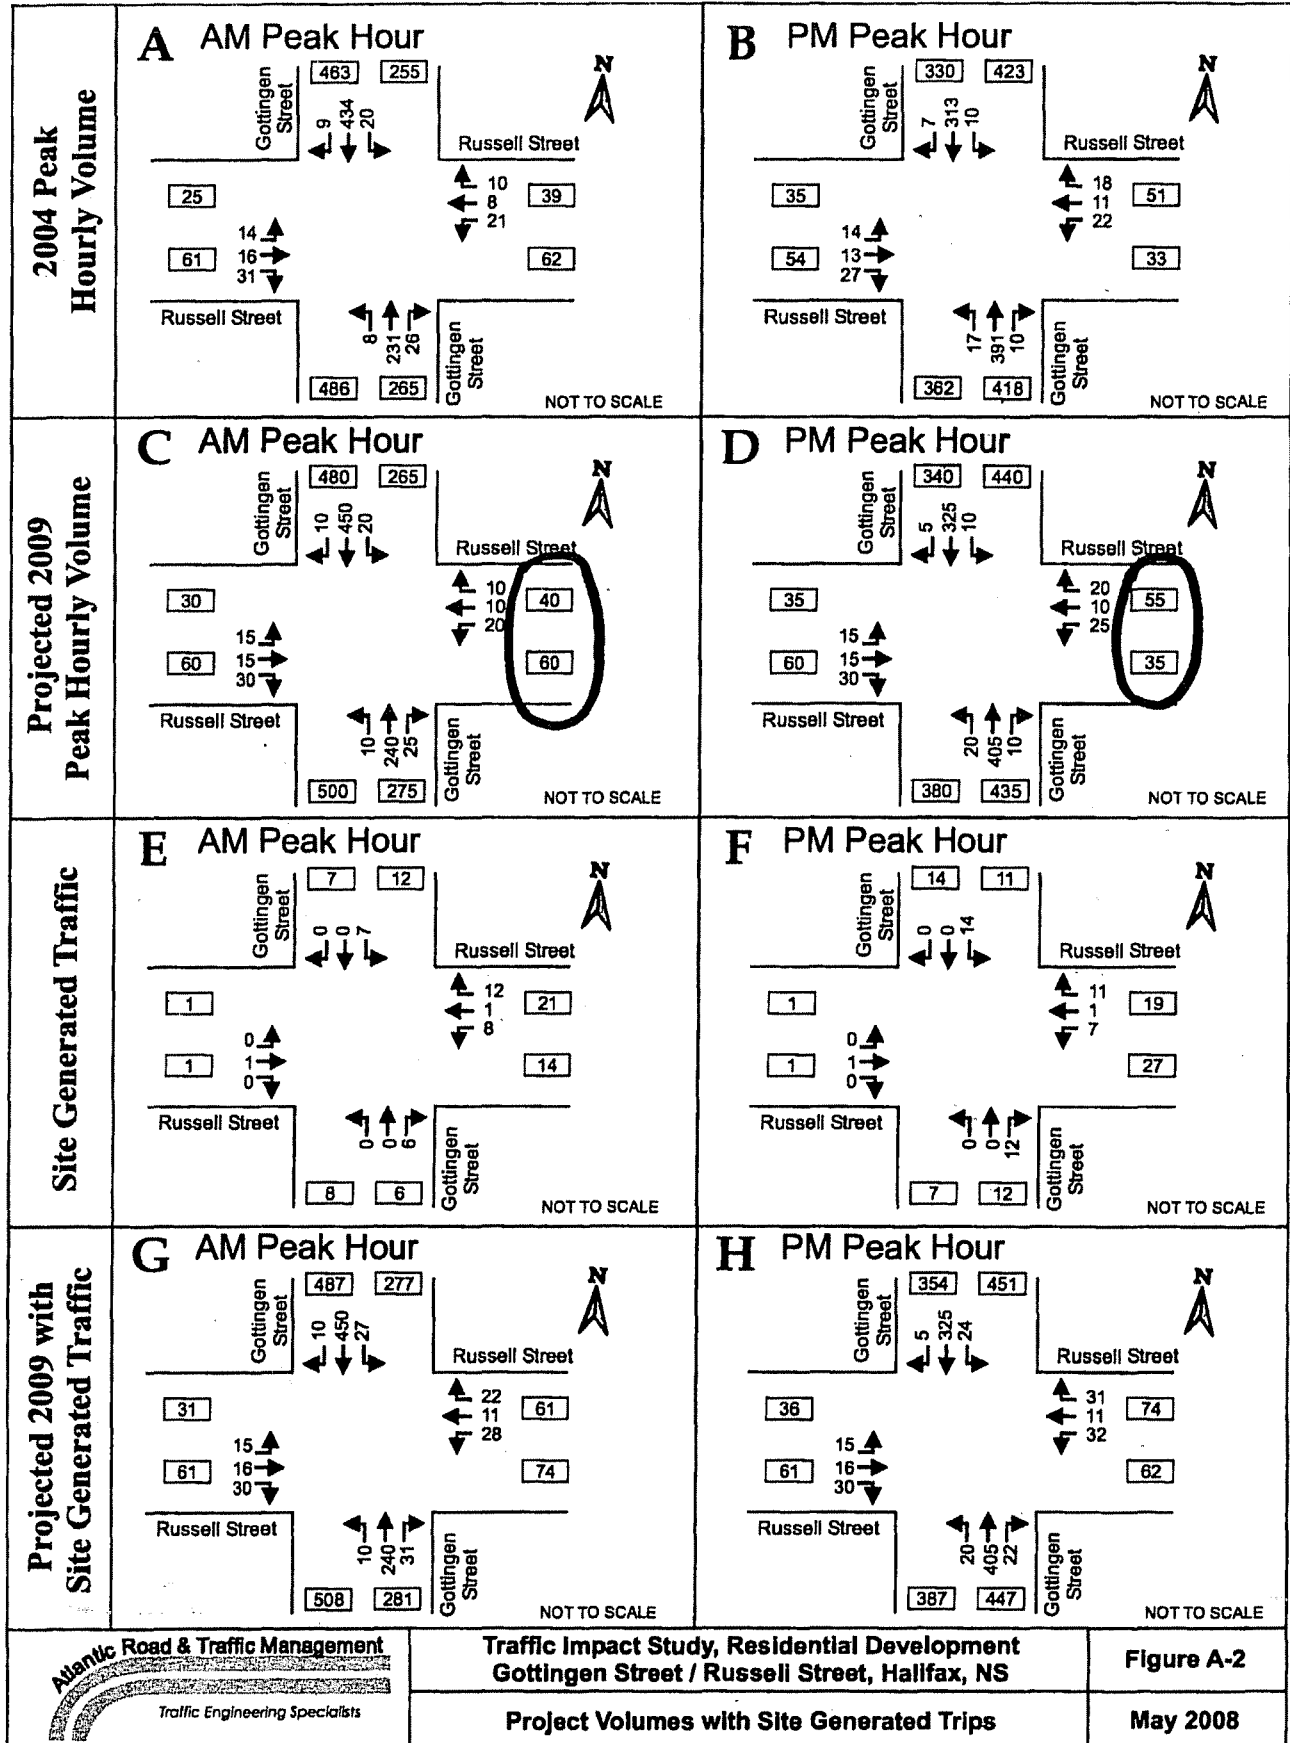 2004 Peak
Hourly Volume
A AM Peak Hour
463 255
Gottingen
Street
9 434 20
N
Russell Street
25
10
8
21
39
14
16
31
61
62
Russell Street
8 231 26
Gottingen
Street
486 265
NOT TO SCALE
B PM Peak Hour
330 423
Gottingen
Street
7 313 10
N
Russell Street
35
18
11
22
51
14
13
27
54
33
Russell Street
17 391 10
Gottingen
Street
362 418
NOT TO SCALE
Projected 2009
Peak Hourly Volume
C AM Peak Hour
480 265
Gottingen
Street
10 450 20
N
Russell Street
30
10
10
20
40
15
15
30
60
60
Russell Street
10 240 25
Gottingen
Street
500 275
NOT TO SCALE
D PM Peak Hour
340 440
Gottingen
Street
5 325 10
N
Russell Street
35
20
10
25
55
15
15
30
60
35
Russell Street
20 405 10
Gottingen
Street
380 435
NOT TO SCALE
Site Generated Traffic
E AM Peak Hour
7 12
Gottingen
Street
0 0 7
N
Russell Street
1
12
1
8
21
0
1
0
1
14
Russell Street
0 0 6
Gottingen
Street
8 6
NOT TO SCALE
F PM Peak Hour
14 11
Gottingen
Street
0 0 14
N
Russell Street
1
11
1
7
19
0
1
0
1
27
Russell Street
0 0 12
Gottingen
Street
7 12
NOT TO SCALE
Projected 2009 with
Site Generated Traffic
G AM Peak Hour
487 277
Gottingen
Street
10 450 27
N
Russell Street
31
22
11
28
61
15
16
30
61
74
Russell Street
10 240 31
Gottingen
Street
508 281
NOT TO SCALE
H PM Peak Hour
354 451
Gottingen
Street
5 325 24
N
Russell Street
36
31
11
32
74
15
16
30
61
62
Russell Street
20 405 22
Gottingen
Street
387 447
NOT TO SCALE
Atlantic Road & Traffic Management
Traffic Engineering Specialists
Traffic Impact Study, Residential Development
Gottingen Street / Russell Street, Halifax, NS
Figure A-2
Project Volumes with Site Generated Trips
May 2008